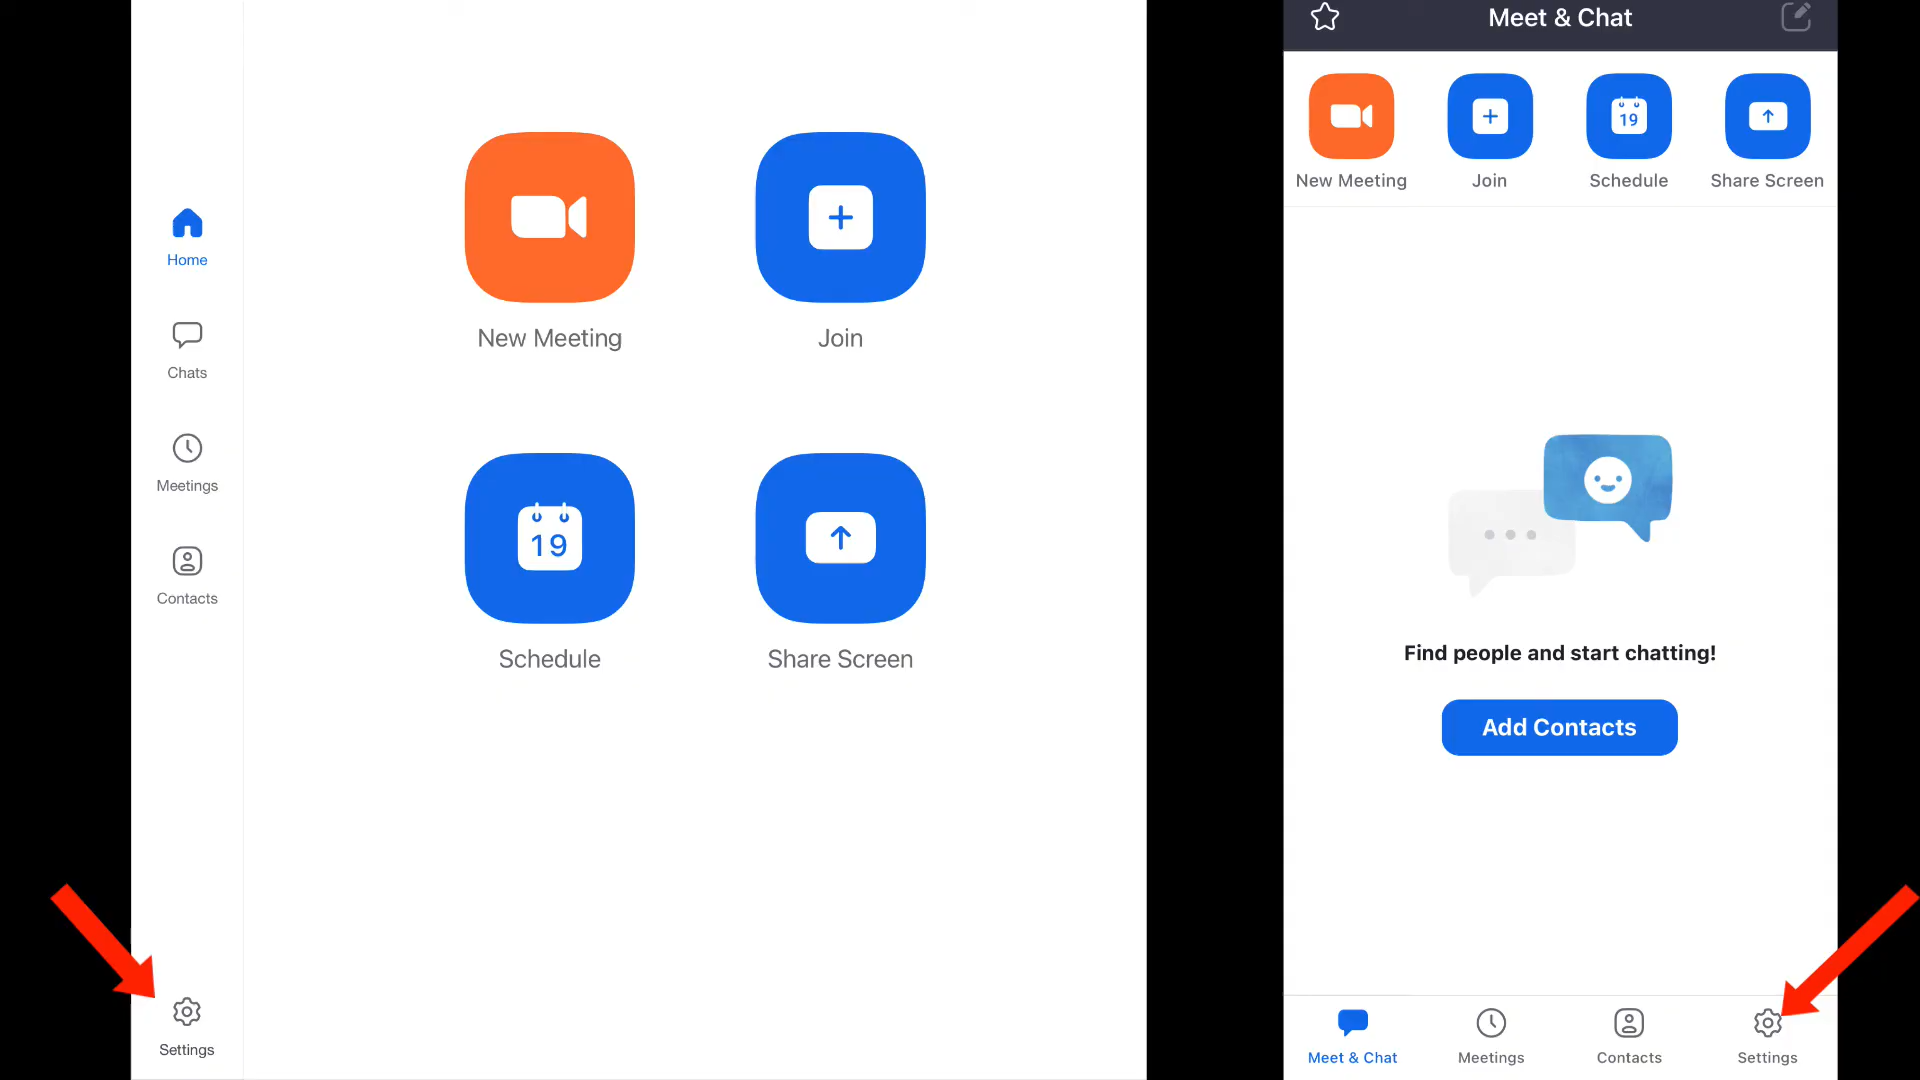 Home
Chats
Meetings
Contacts
Settings
New Meeting
Join
19
Schedule
Share Screen
Meet & Chat
19
New Meeting
Join
Schedule
Share Screen
Find people and start chatting!
Add Contacts
Meet & Chat
Meetings
Contacts
Settings